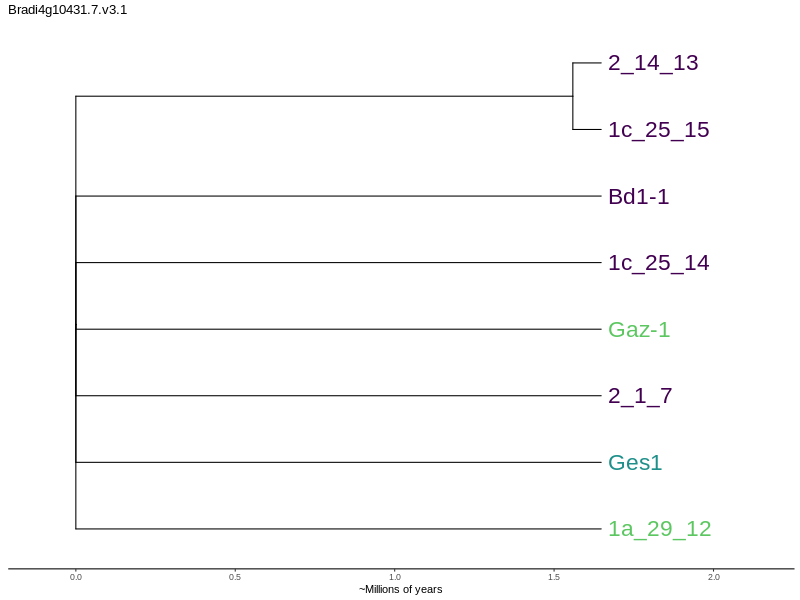 Bradi4g10431.7.v3.1
2_14_13
1c_25_15
Bd1-1
1c_25_14
Gaz-1
2_1_7
Ges1
1a_29_12
0.0 0.5 1.0 1.5 2.0
~Millions of years